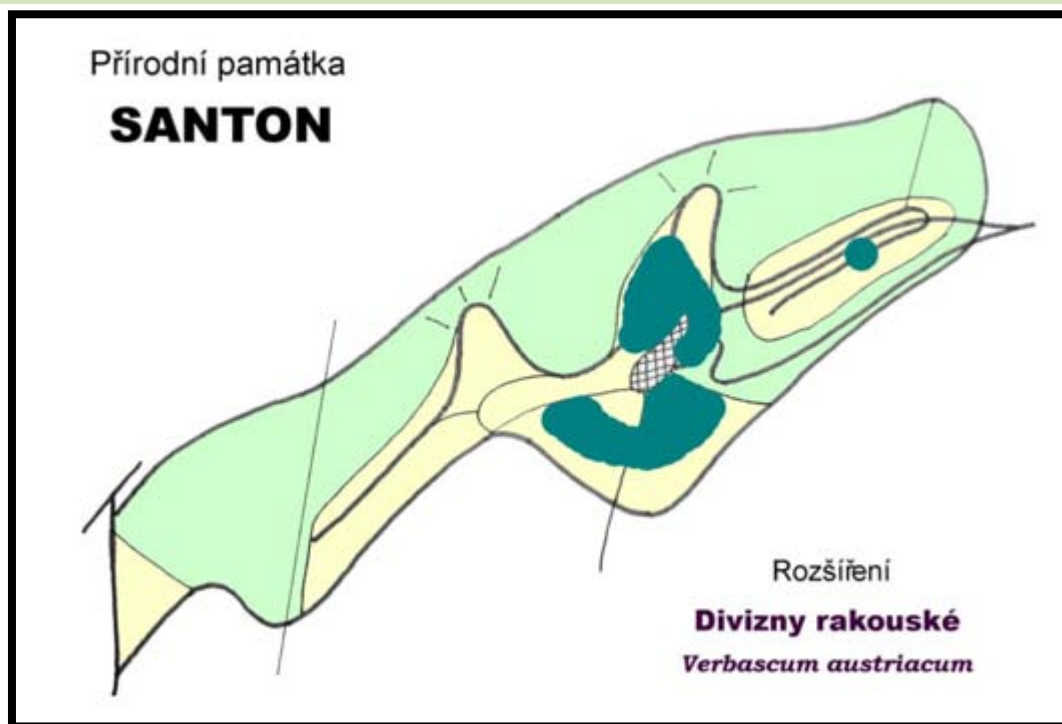 Přírodní památka
SANTON
Rozšíření
Divizny rakouské
Verbascum austriacum